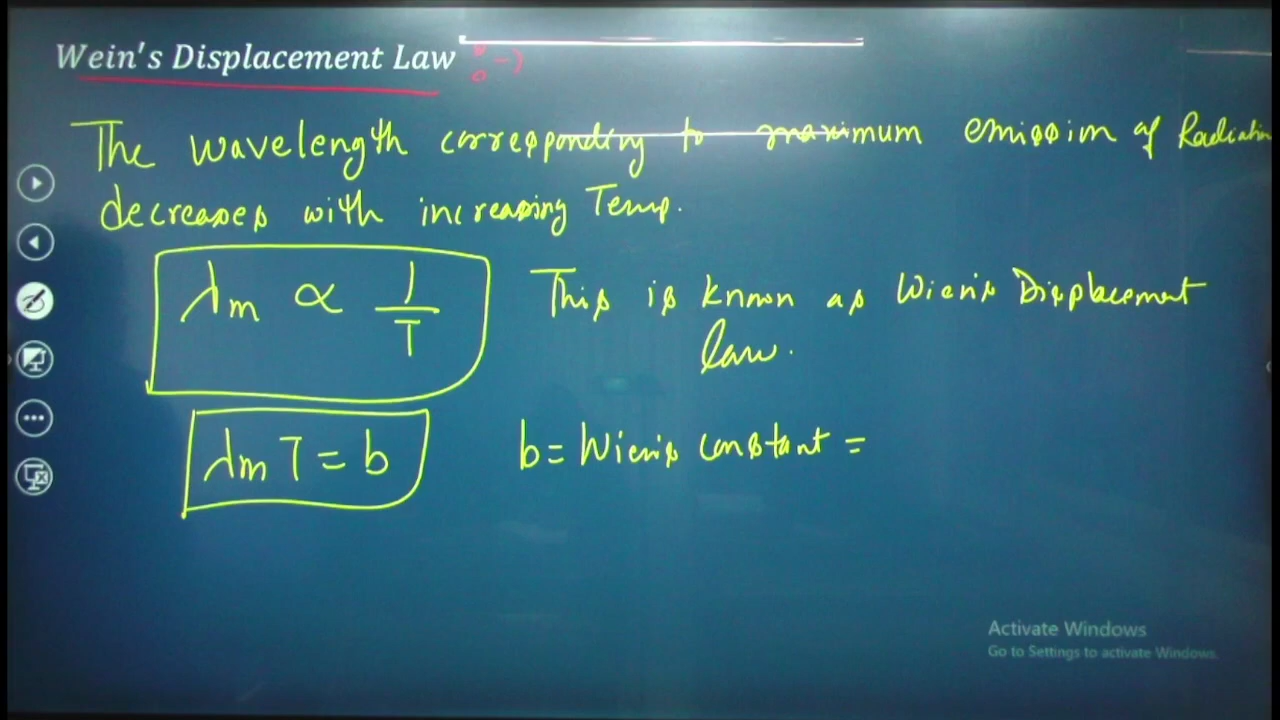 Wein's Displacement Law
The wavelength corresponding to maximum emission of Radiation
decreases with increasing Temp.
λm ∝ 1/T
This is known as Wien's Displacement
law.
λm T = b
b = Wien's constant =
Activate Windows
Go to Settings to activate Windows.